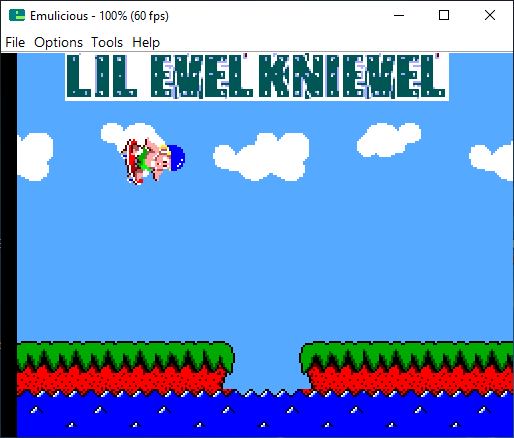 Emulicious - 100% (60 fps)
File Options Tools Help
LIL EVEL KNIEVEL